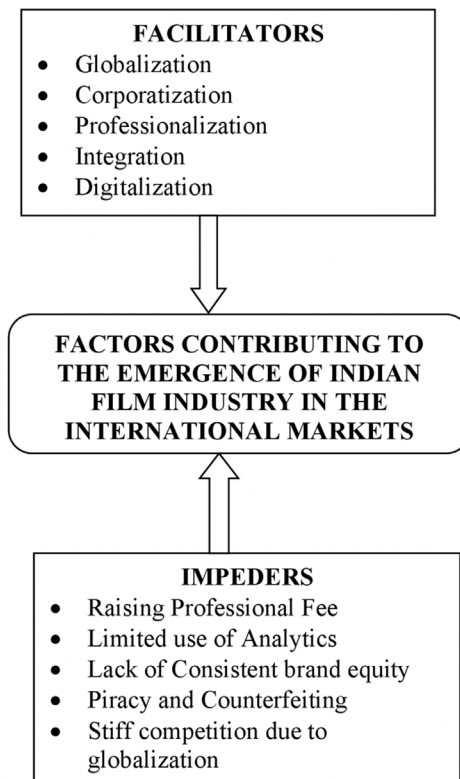 FACILITATORS
• Globalization
• Corporatization
• Professionalization
• Integration
• Digitalization
FACTORS CONTRIBUTING TO
THE EMERGENCE OF INDIAN
FILM INDUSTRY IN THE
INTERNATIONAL MARKETS
IMPEDERS
• Raising Professional Fee
• Limited use of Analytics
• Lack of Consistent brand equity
• Piracy and Counterfeiting
• Stiff competition due to
globalization